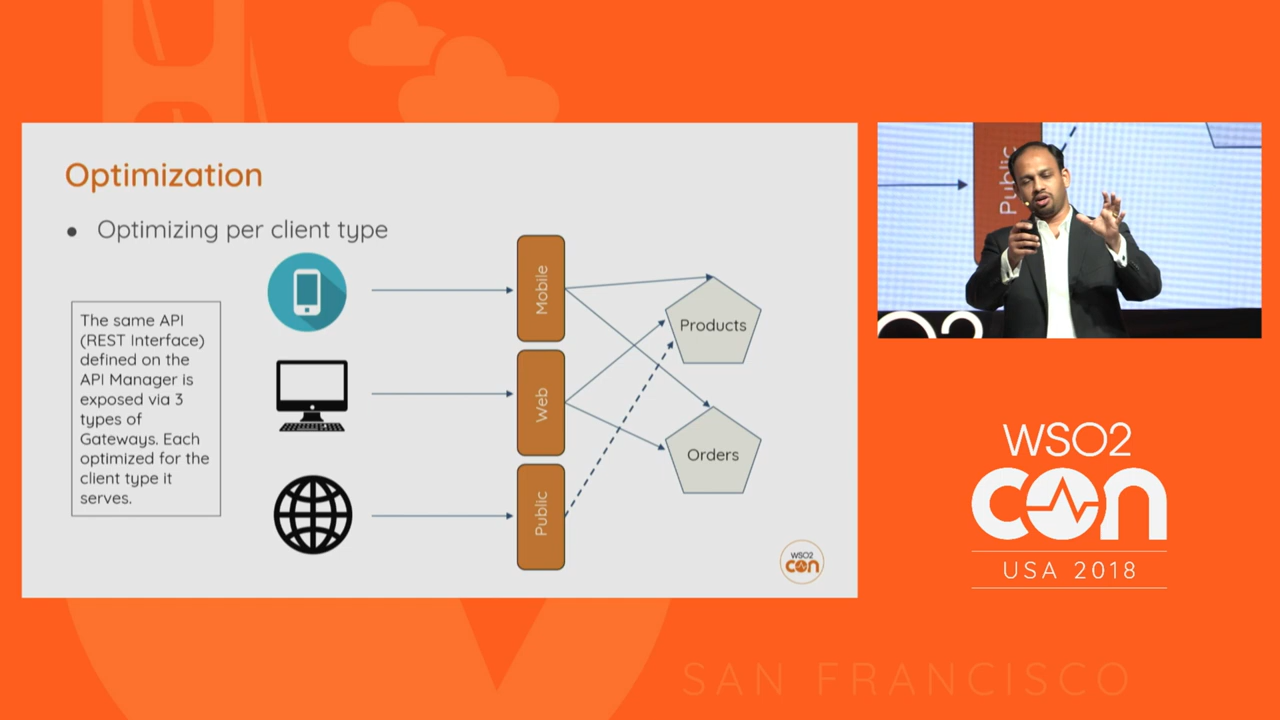 Optimization
● Optimizing per client type
The same API
(REST Interface)
defined on the
API Manager is
exposed via 3
types of
Gateways. Each
optimized for the
client type it
serves.
Mobile
Web
Public
Products
Orders
WSO2
con
Public
O2
WSO2
con
USA 2018
SAN FRANCISCO